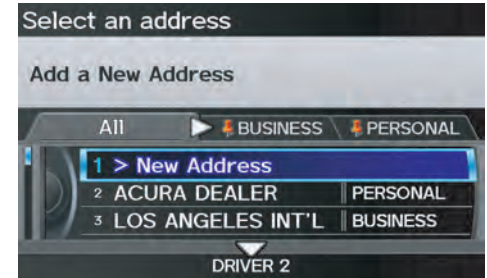 Select an address
Add a New Address
All BUSINESS PERSONAL
1 > New Address
2 ACURA DEALER PERSONAL
3 LOS ANGELES INT'L BUSINESS
DRIVER 2